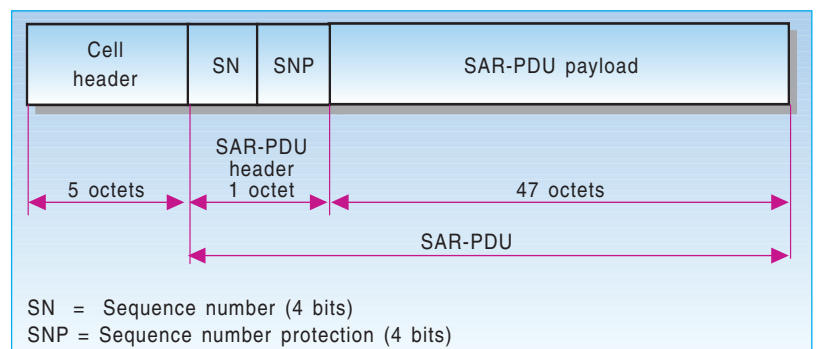 Cell
header
SN
SNP
SAR-PDU payload
SAR-PDU
header
5 octets
1 octet
47 octets
SAR-PDU
SN = Sequence number (4 bits)
SNP = Sequence number protection (4 bits)